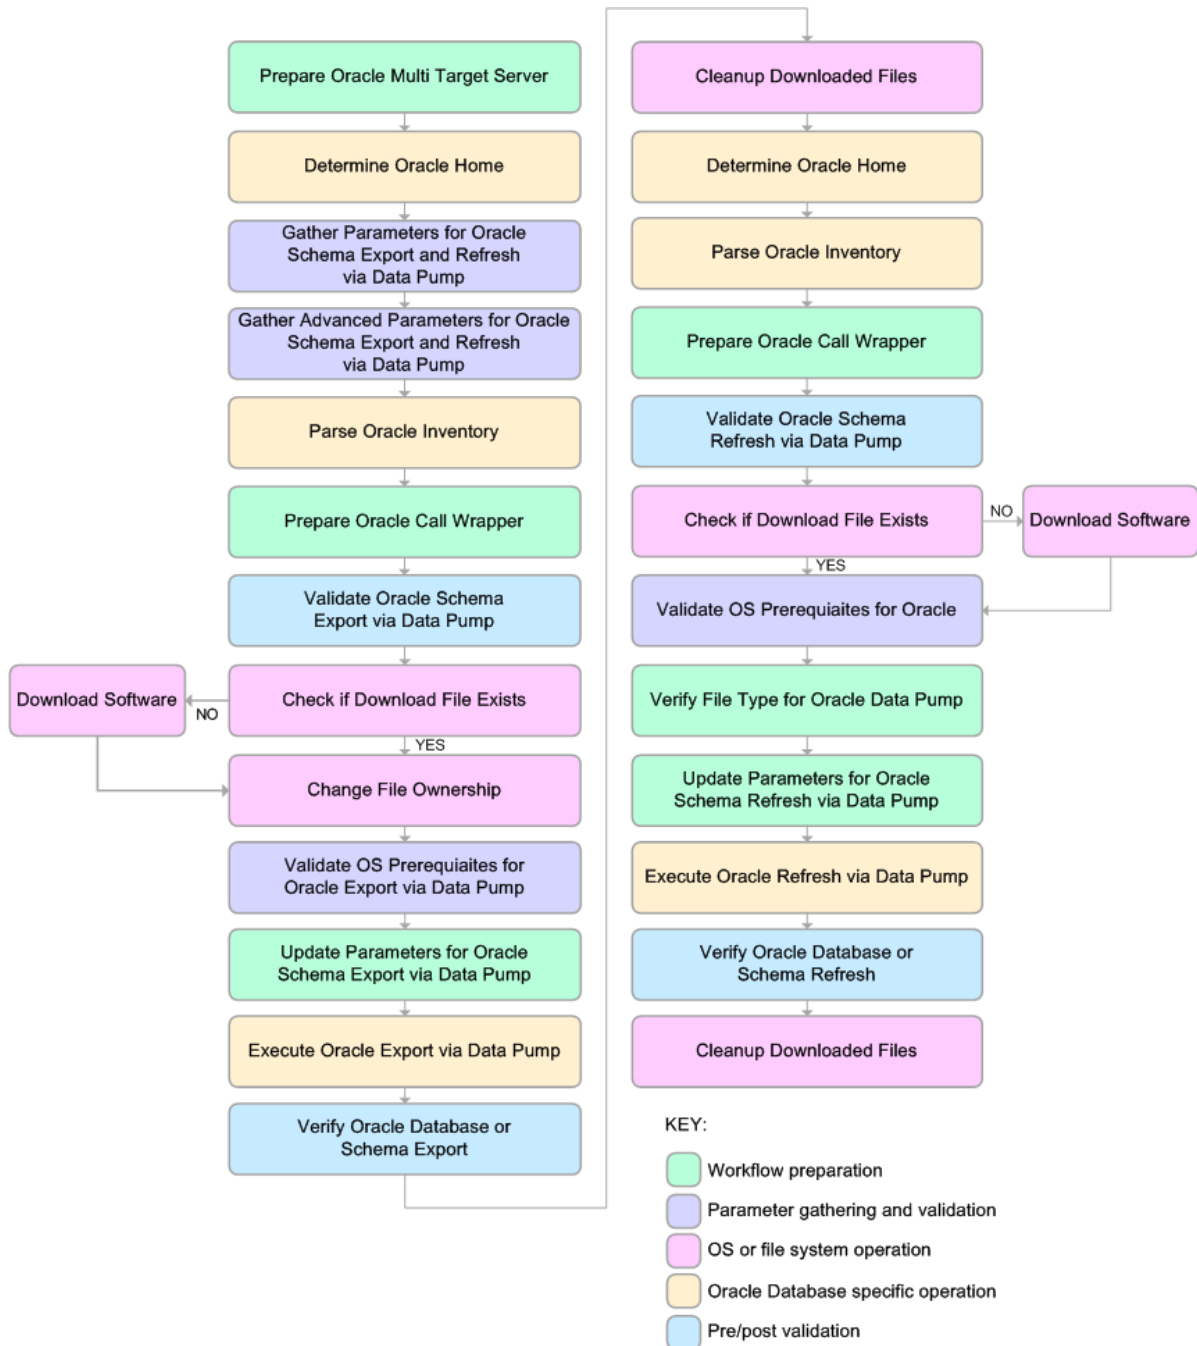 Prepare Oracle Multi Target Server
Determine Oracle Home
Gather Parameters for Oracle
Schema Export and Refresh
via Data Pump
Gather Advanced Parameters for Oracle
Schema Export and Refresh
via Data Pump
Parse Oracle Inventory
Prepare Oracle Call Wrapper
Validate Oracle Schema
Export via Data Pump
Check if Download File Exists
NO
Download Software
YES
Change File Ownership
Validate OS Prerequiaites for
Oracle Export via Data Pump
Update Parameters for Oracle
Schema Export via Data Pump
Execute Oracle Export via Data Pump
Verify Oracle Database or
Schema Export
Cleanup Downloaded Files
Determine Oracle Home
Parse Oracle Inventory
Prepare Oracle Call Wrapper
Validate Oracle Schema
Refresh via Data Pump
Check if Download File Exists
NO
Download Software
YES
Validate OS Prerequiaites for Oracle
Verify File Type for Oracle Data Pump
Update Parameters for Oracle
Schema Refresh via Data Pump
Execute Oracle Refresh via Data Pump
Verify Oracle Database or
Schema Refresh
Cleanup Downloaded Files
KEY:
Workflow preparation
Parameter gathering and validation
OS or file system operation
Oracle Database specific operation
Pre/post validation